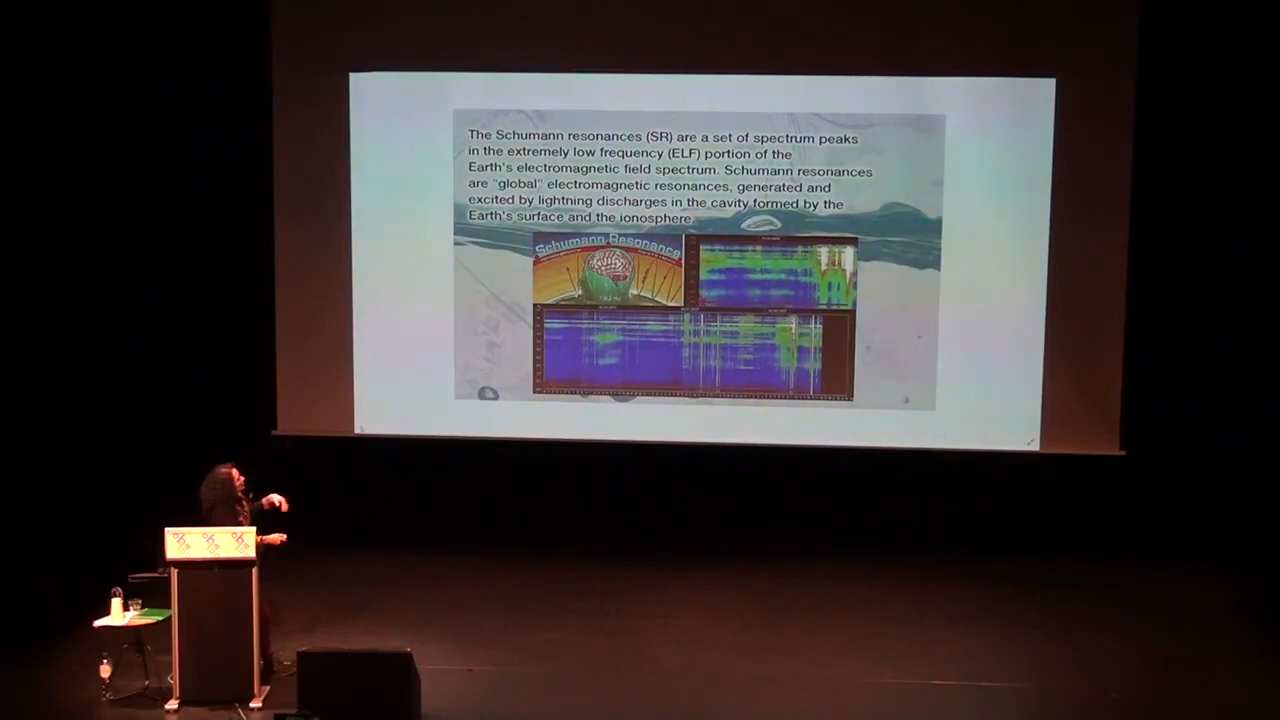 The Schumann resonances (SR) are a set of spectrum peaks
in the extremely low frequency (ELF) portion of the
Earth's electromagnetic field spectrum. Schumann resonances
are "global" electromagnetic resonances, generated and
excited by lightning discharges in the cavity formed by the
Earth's surface and the ionosphere.
Schumann Resonance